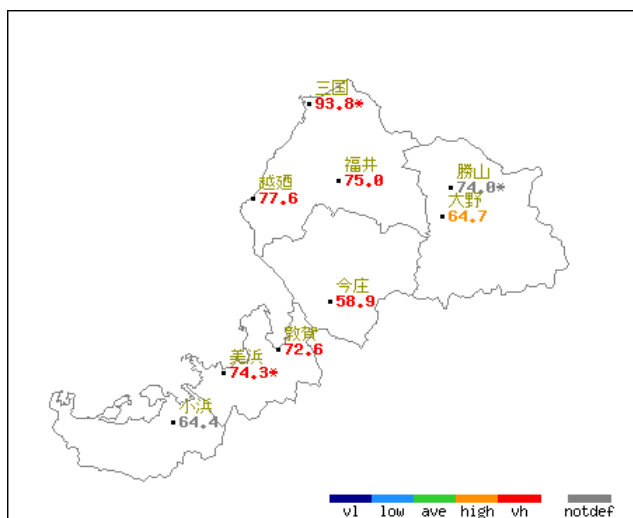 三国
93.8*
福井
75.0
勝山
74.0*
越廼
77.6
大野
64.7
今庄
58.9
敦賀
72.6
美浜
74.3*
小浜
64.4
vl low ave high vh notdef